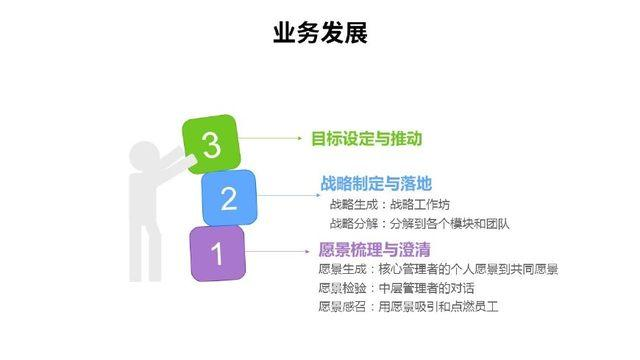 业务发展
3
目标设定与推动
2
战略制定与落地
战略生成：战略工作坊
战略分解：分解到各个模块和团队
1
愿景梳理与澄清
愿景生成：核心管理者的个人愿景到共同愿景
愿景检验：中层管理者的对话
愿景感召：用愿景吸引和点燃员工